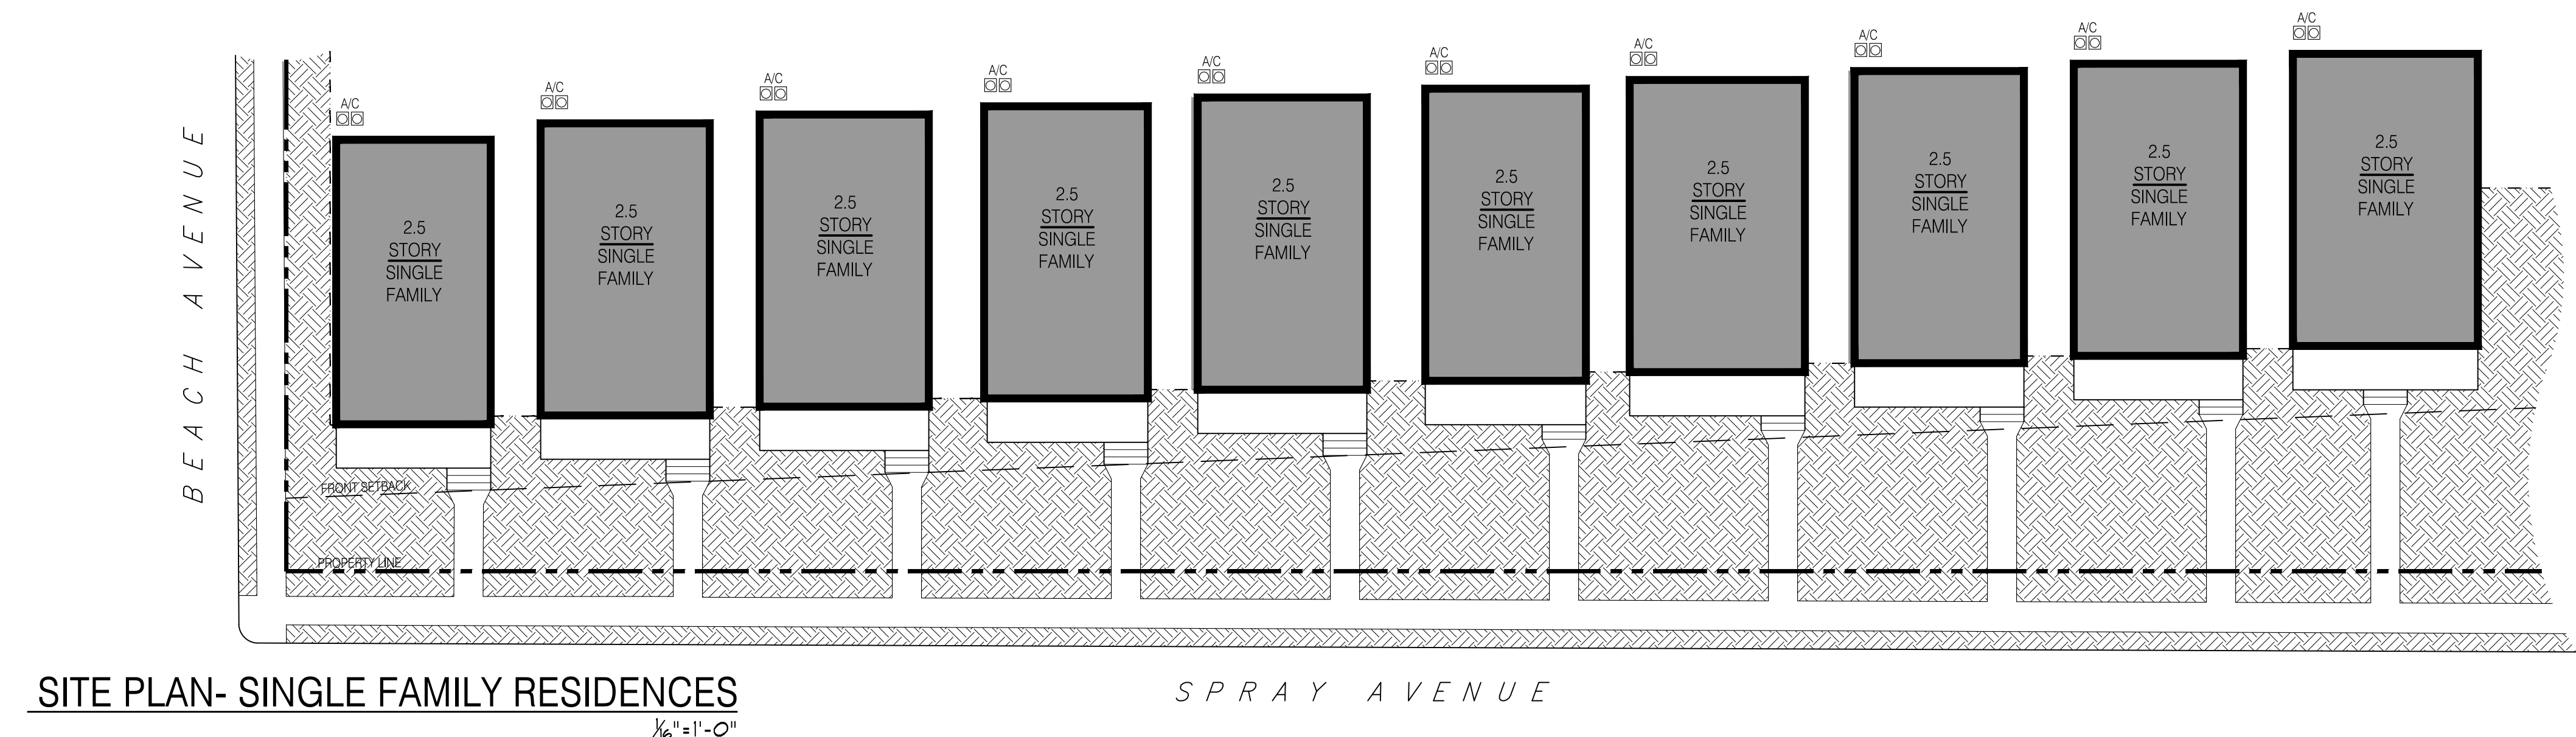 A/C
A/C
A/C
A/C
A/C
A/C
A/C
A/C
A/C
A/C
BEACH AVENUE
2.5
STORY
SINGLE
FAMILY
2.5
STORY
SINGLE
FAMILY
2.5
STORY
SINGLE
FAMILY
2.5
STORY
SINGLE
FAMILY
2.5
STORY
SINGLE
FAMILY
2.5
STORY
SINGLE
FAMILY
2.5
STORY
SINGLE
FAMILY
2.5
STORY
SINGLE
FAMILY
2.5
STORY
SINGLE
FAMILY
2.5
STORY
SINGLE
FAMILY
FRONT SETBACK
PROPERTY LINE
SITE PLAN- SINGLE FAMILY RESIDENCES
1/16"=1'-0"
SPRAY AVENUE